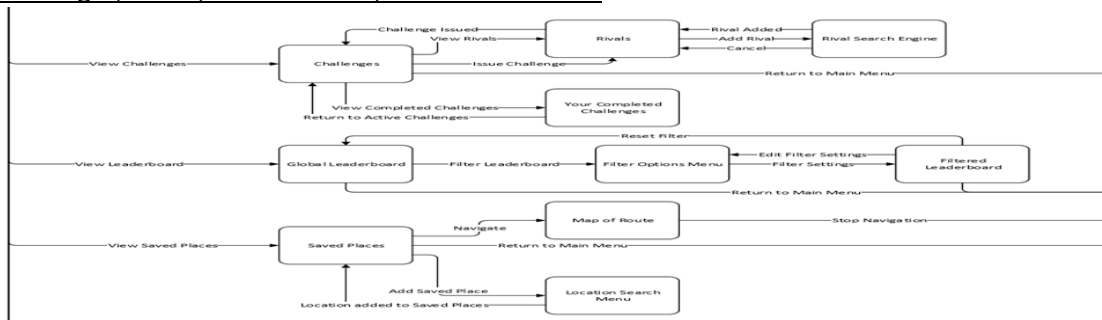 Challenge Issued
View Rivals
Rivals
Rival Added
Add Rival
Cancel
Rival Search Engine
View Challenges
Challenges
Issue Challenge
Return to Main Menu
View Completed Challenges
Return to Active Challenges
Your Completed
Challenges
Reset Filter
View Leaderboard
Global Leaderboard
Filter Leaderboard
Filter Options Menu
Edit Filter Settings
Filter Settings
Filtered
Leaderboard
Return to Main Menu
Map of Route
Stop Navigation
Navigate
View Saved Places
Saved Places
Return to Main Menu
Add Saved Place
Location added to Saved Places
Location Search
Menu